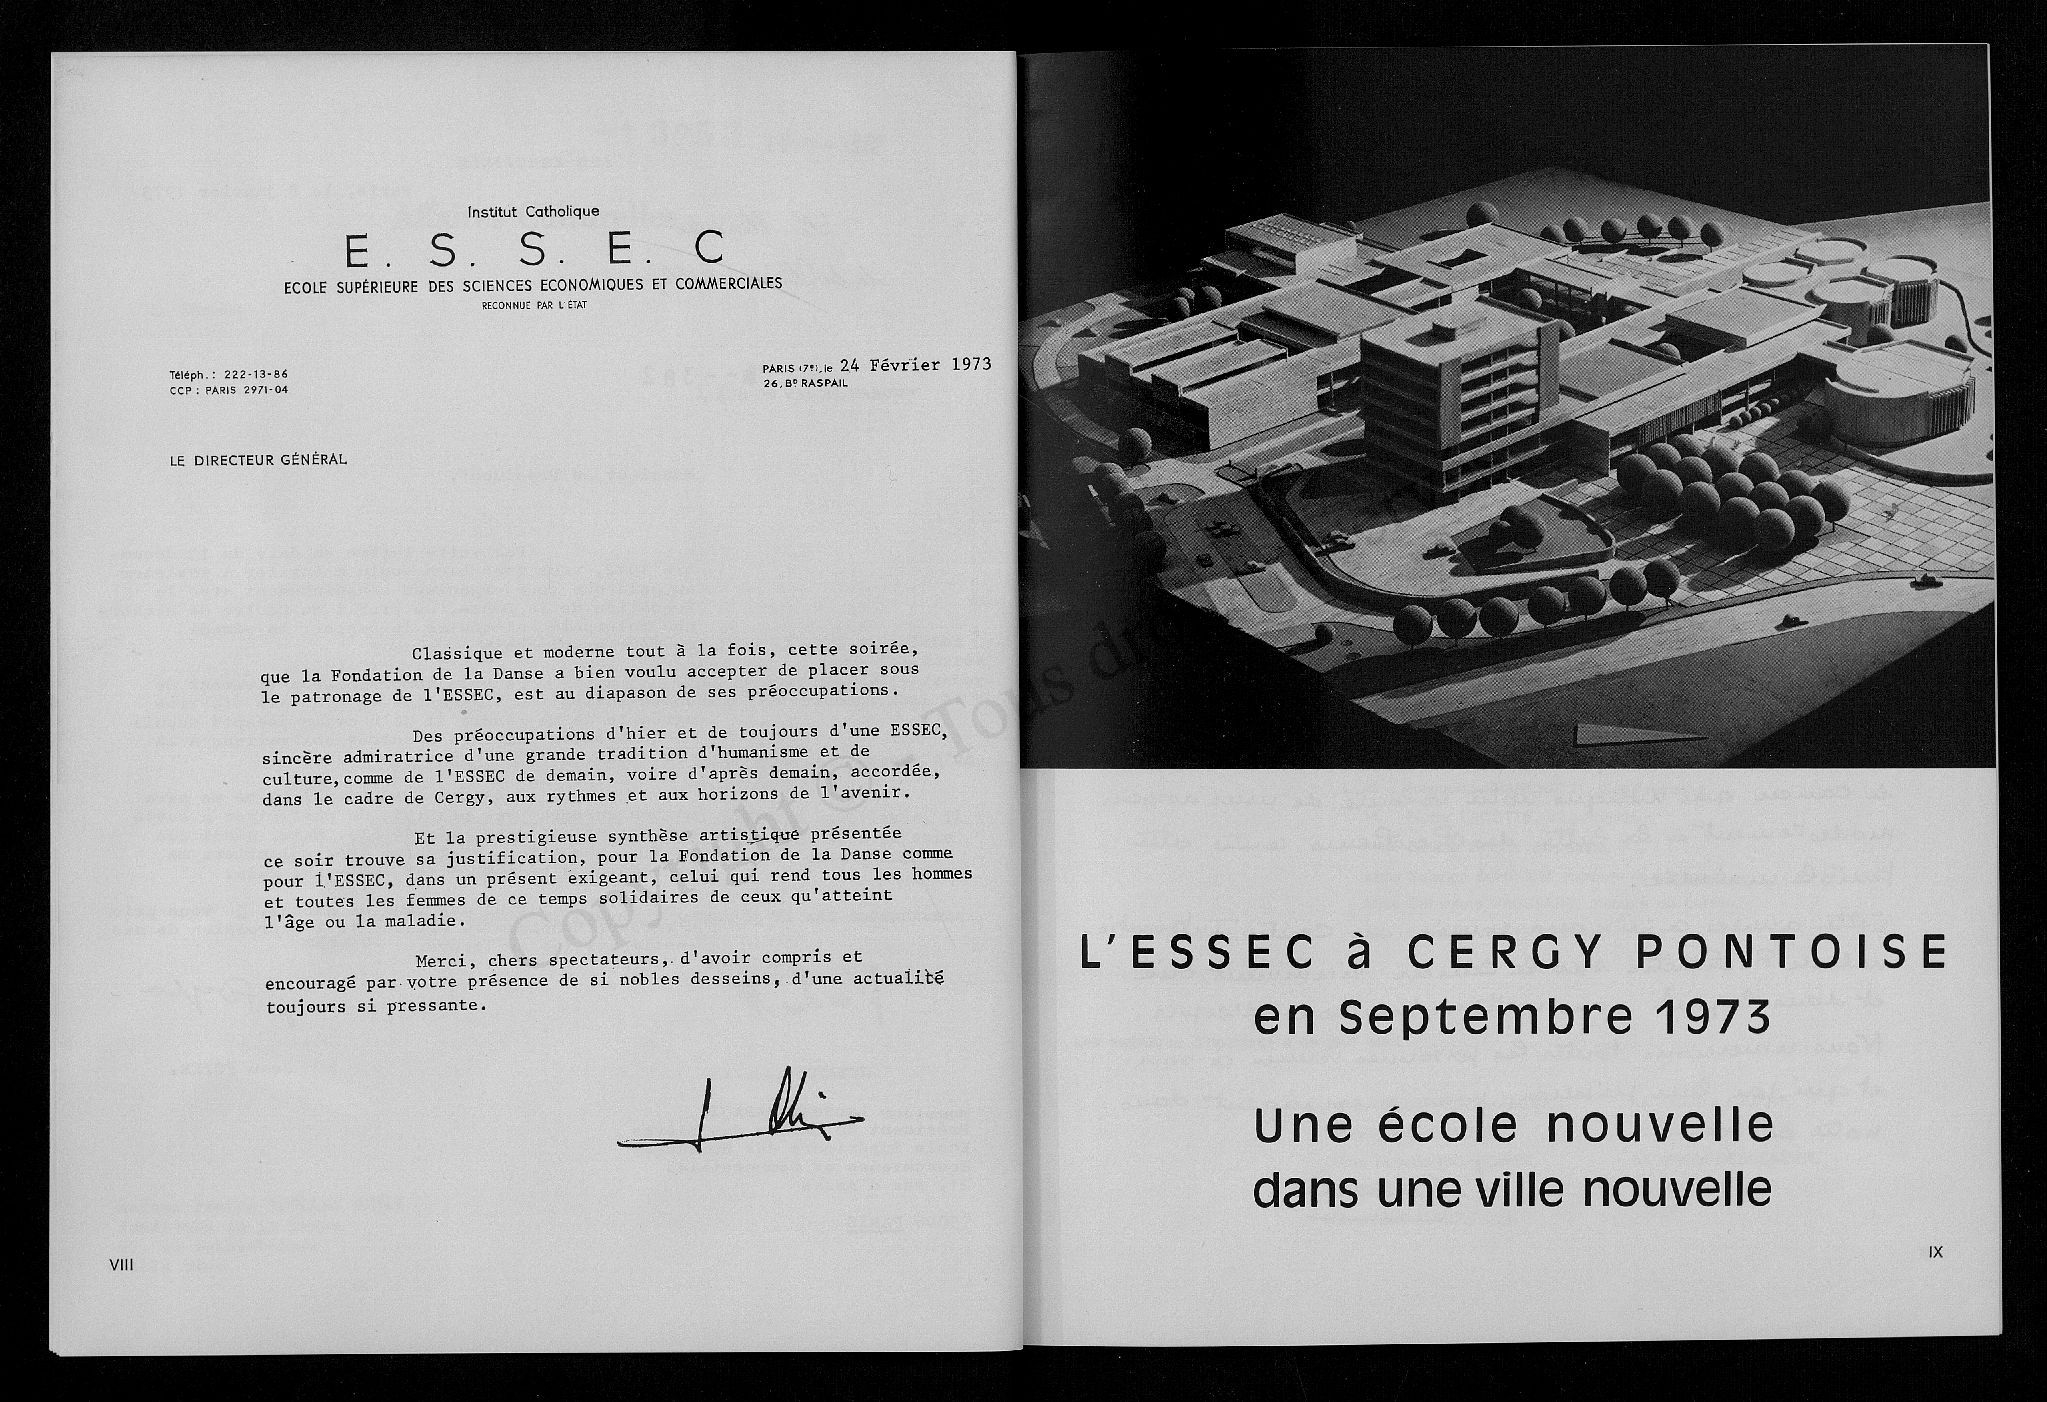 Institut Catholique
E. S. S. E. C
ECOLE SUPÉRIEURE DES SCIENCES ECONOMIQUES ET COMMERCIALES
RECONNUE PAR L'ÉTAT
Téléph. : 222-13-86
CCP : PARIS 2971-04
PARIS (7e), le 24 Février 1973
26, Bd RASPAIL
LE DIRECTEUR GÉNÉRAL
Classique et moderne tout à la fois, cette soirée,
que la Fondation de la Danse a bien voulu accepter de placer sous
le patronage de l'ESSEC, est au diapason de ses préoccupations.
Des préoccupations d'hier et de toujours d'une ESSEC,
sincère admiratrice d'une grande tradition d'humanisme et de
culture, comme de l'ESSEC de demain, voire d'après demain, accordée,
dans le cadre de Cergy, aux rythmes et aux horizons de l'avenir.
Et la prestigieuse synthèse artistique présentée
ce soir trouve sa justification, pour la Fondation de la Danse comme
pour l'ESSEC, dans un présent exigeant, celui qui rend tous les hommes
et toutes les femmes de ce temps solidaires de ceux qu'atteint
l'âge ou la maladie.
Merci, chers spectateurs, d'avoir compris et
encouragé par votre présence de si nobles desseins, d'une actualité
toujours si pressante.
VIII
Copyright © - Tous
L'ESSEC à CERGY PONTOISE
en Septembre 1973
Une école nouvelle
dans une ville nouvelle
IX